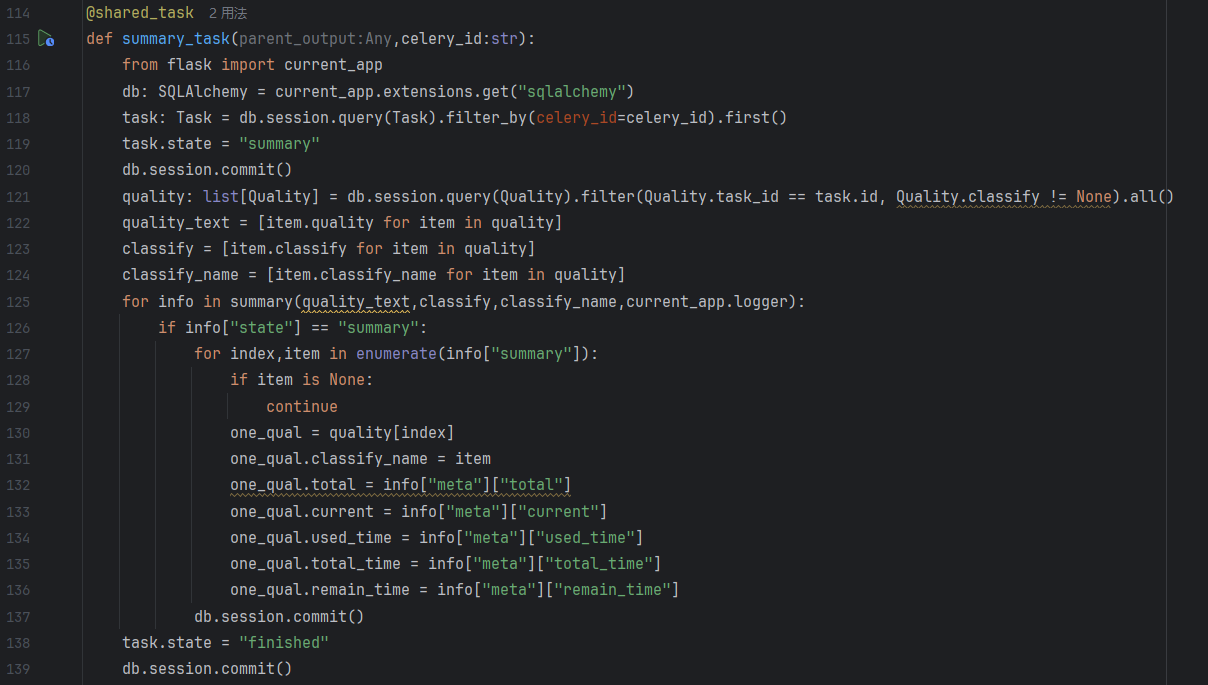 114 @shared_task 2 用法
115 def summary_task(parent_output:Any,celery_id:str):
116     from flask import current_app
117     db: SQLAlchemy = current_app.extensions.get("sqlalchemy")
118     task: Task = db.session.query(Task).filter_by(celery_id=celery_id).first()
119     task.state = "summary"
120     db.session.commit()
121     quality: list[Quality] = db.session.query(Quality).filter(Quality.task_id == task.id, Quality.classify != None).all()
122     quality_text = [item.quality for item in quality]
123     classify = [item.classify for item in quality]
124     classify_name = [item.classify_name for item in quality]
125     for info in summary(quality_text,classify,classify_name,current_app.logger):
126         if info["state"] == "summary":
127             for index,item in enumerate(info["summary"]):
128                 if item is None:
129                     continue
130                 one_qual = quality[index]
131                 one_qual.classify_name = item
132                 one_qual.total = info["meta"]["total"]
133                 one_qual.current = info["meta"]["current"]
134                 one_qual.used_time = info["meta"]["used_time"]
135                 one_qual.total_time = info["meta"]["total_time"]
136                 one_qual.remain_time = info["meta"]["remain_time"]
137             db.session.commit()
138     task.state = "finished"
139     db.session.commit()